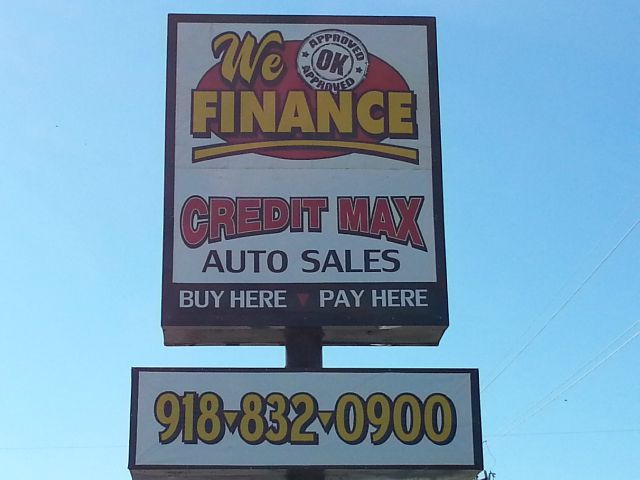 We
APPROVED
OK
APPROVED
FINANCE
CREDIT MAX
AUTO SALES
BUY HERE PAY HERE
918-832-0900